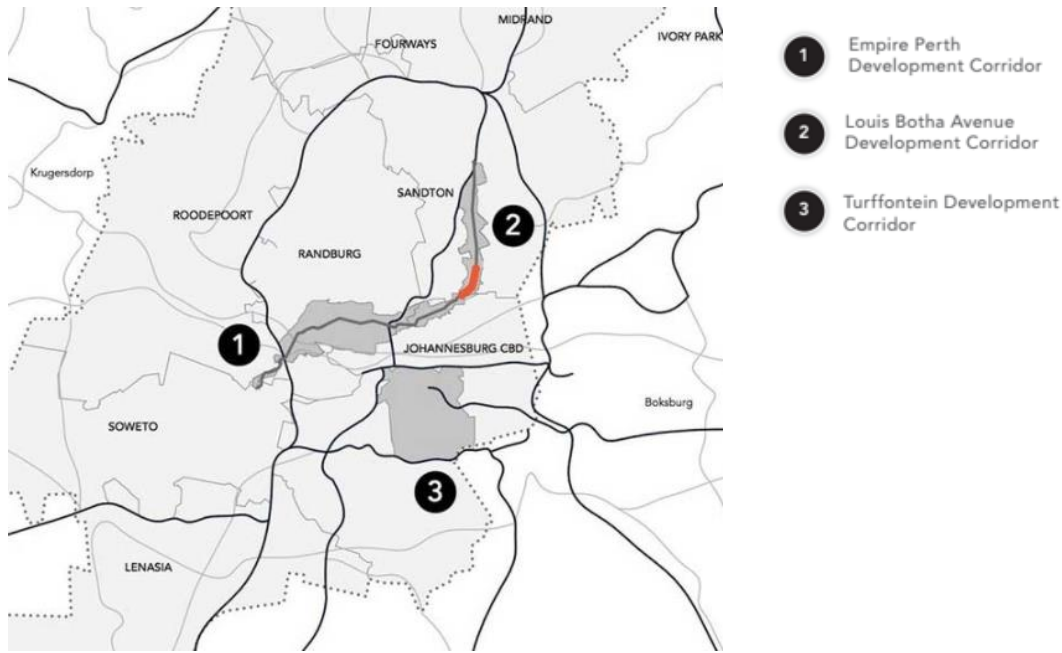 MIDRAND
FOURWAYS
IVORY PARK
Krugersdorp
SANDTON
ROODEPOORT
2
RANDBURG
1
JOHANNESBURG CBD
Boksburg
SOWETO
3
LENASIA
1
Empire Perth
Development Corridor
2
Louis Botha Avenue
Development Corridor
3
Turffontein Development
Corridor